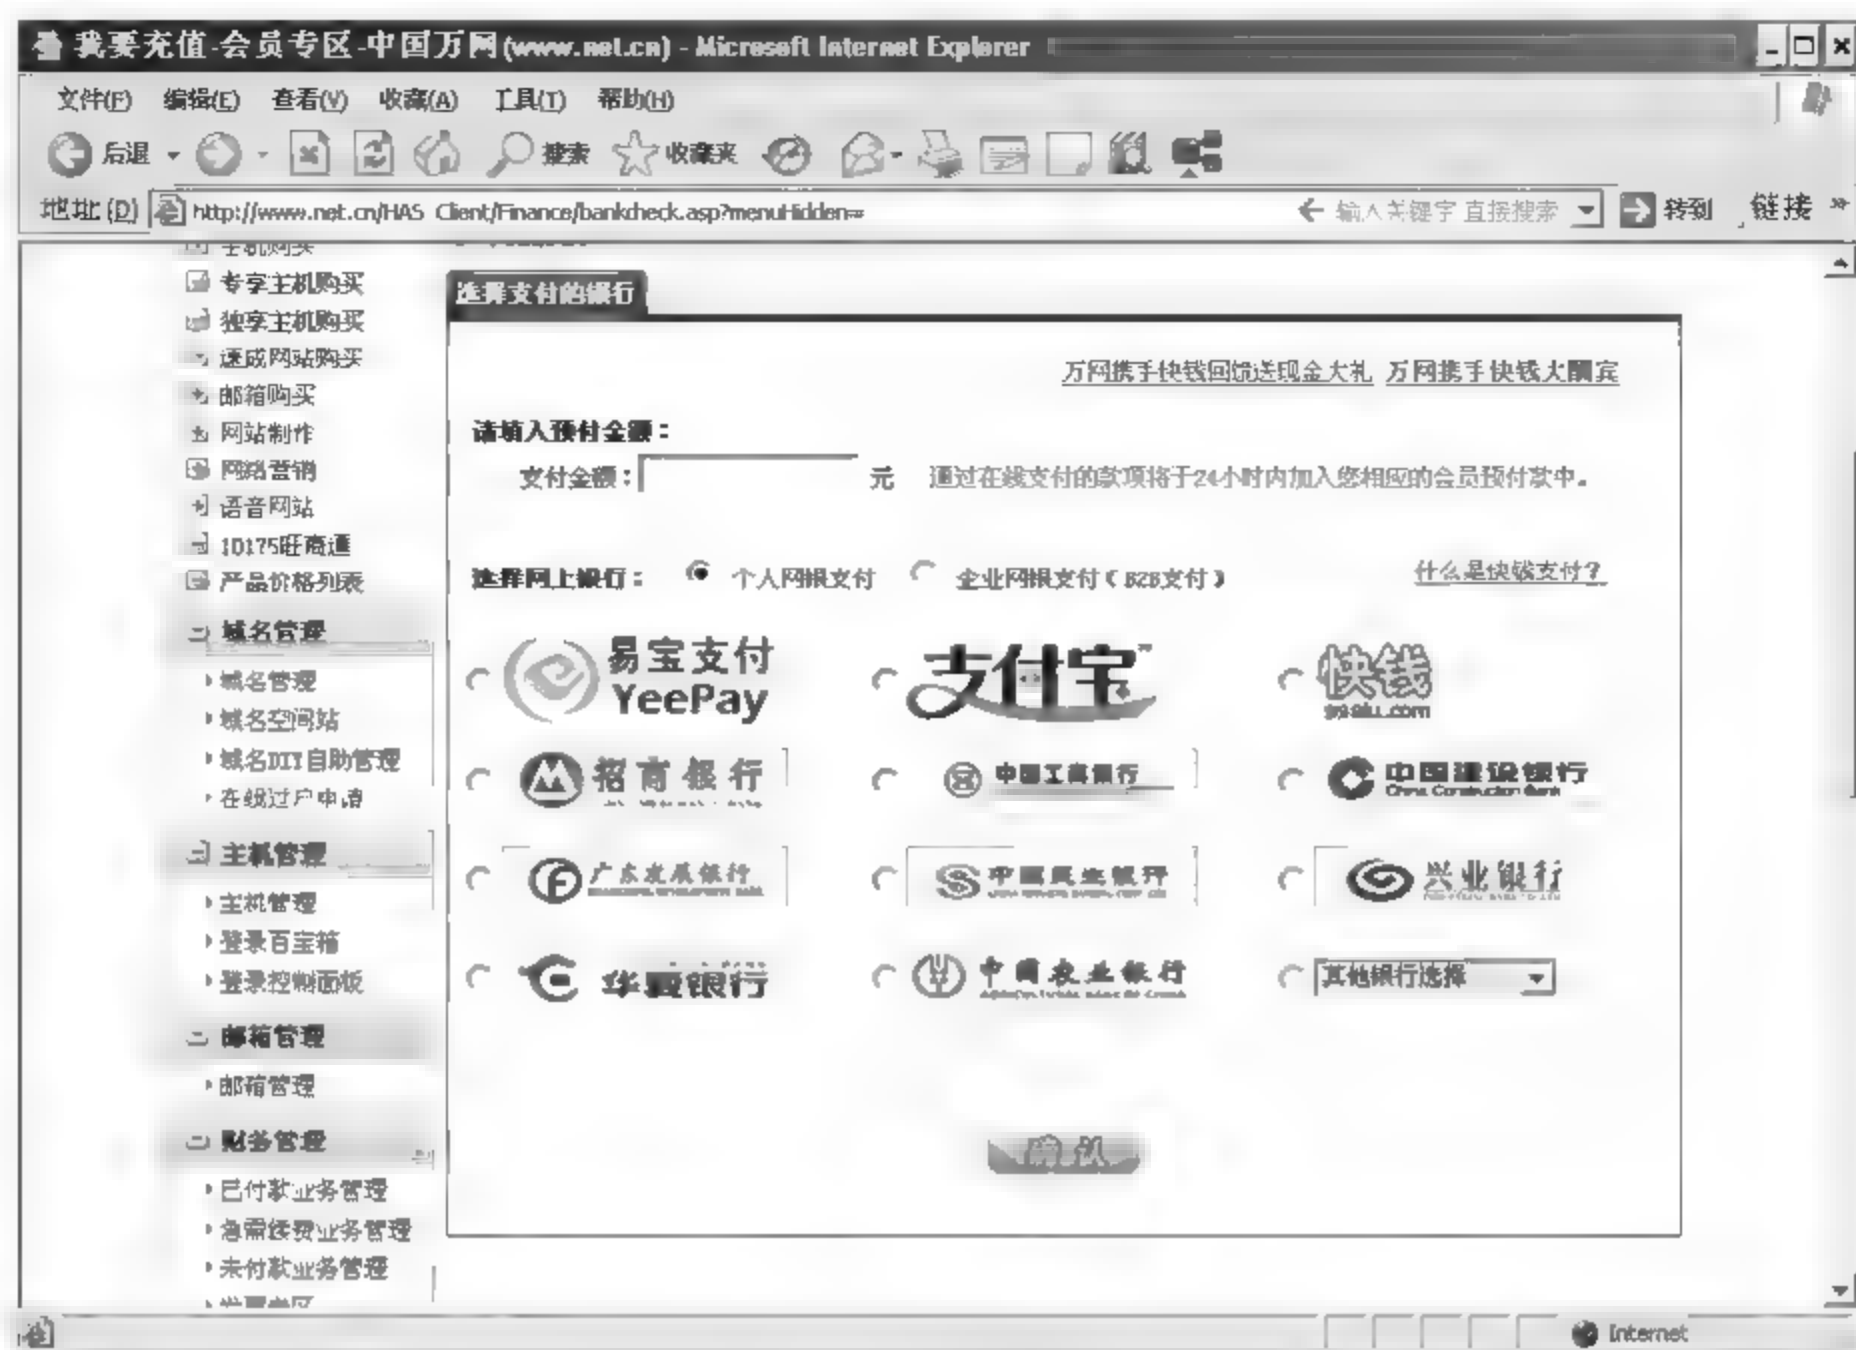 我要充值-会员专区-中国万网(www.net.cn) - Microsoft Internet Explorer
文件(F) 编辑(E) 查看(V) 收藏(A) 工具(T) 帮助(H)
后退 搜索 收藏夹
地址(D) http://www.net.cn/HAS_Client/Finance/bankcheck.asp?menuHidden= 输入关键字 直接搜索 转到 链接 »
主机购买
专享主机购买
独享主机购买
速成网站购买
邮箱购买
网站制作
网络营销
语音网站
10175旺商通
产品价格列表
域名管理
域名管理
域名空间站
域名DIY自助管理
在线过户申请
主机管理
主机管理
登录百宝箱
登录控制面板
邮箱管理
邮箱管理
财务管理
已付款业务管理
急需续费业务管理
未付款业务管理
选择支付的银行
万网携手快钱回馈送现金大礼 万网携手快钱大酬宾
请填入预付金额：
支付金额： 元 通过在线支付的款项将于24小时内加入您相应的会员预付款中。
选择网上银行： 个人网银支付 企业网银支付（B2B支付） 什么是快钱支付？
易宝支付 YeePay 支付宝 快钱 99bill.com
招商银行 中国工商银行 中国建设银行 China Construction Bank
广东发展银行 中国民生银行 兴业银行
华夏银行 中国农业银行 其他银行选择
确认
Internet